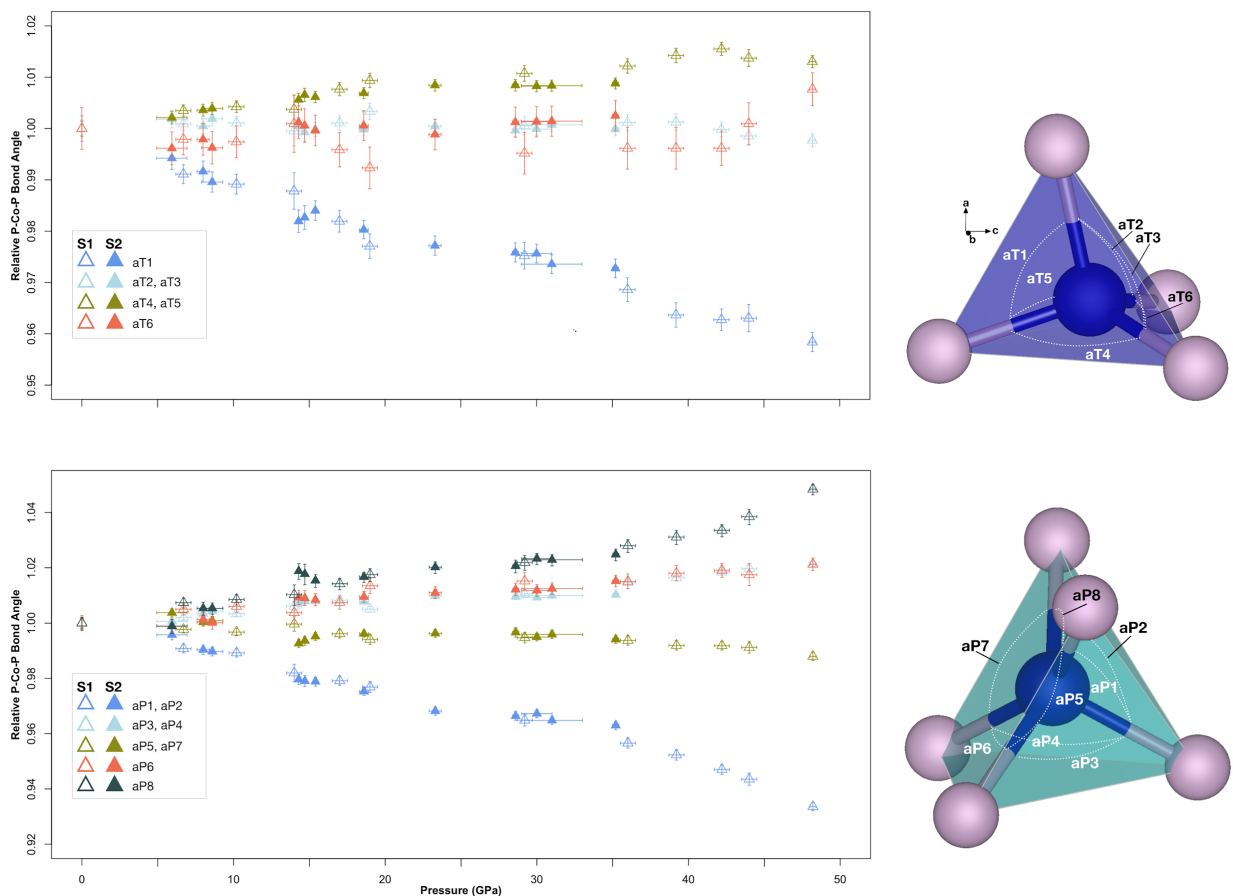 1.02
1.01
1.00
0.99
0.98
0.97
0.96
0.95
Relative P-Co-P Bond Angle
S1 S2
aT1
aT2, aT3
aT4, aT5
aT6
a
b
c
aT1
aT2
aT3
aT5
aT6
aT4
1.04
1.02
1.00
0.98
0.96
0.94
0.92
Relative P-Co-P Bond Angle
S1 S2
aP1, aP2
aP3, aP4
aP5, aP7
aP6
aP8
0 10 20 30 40 50
Pressure (GPa)
aP8
aP7
aP2
aP1
aP5
aP6
aP4
aP3